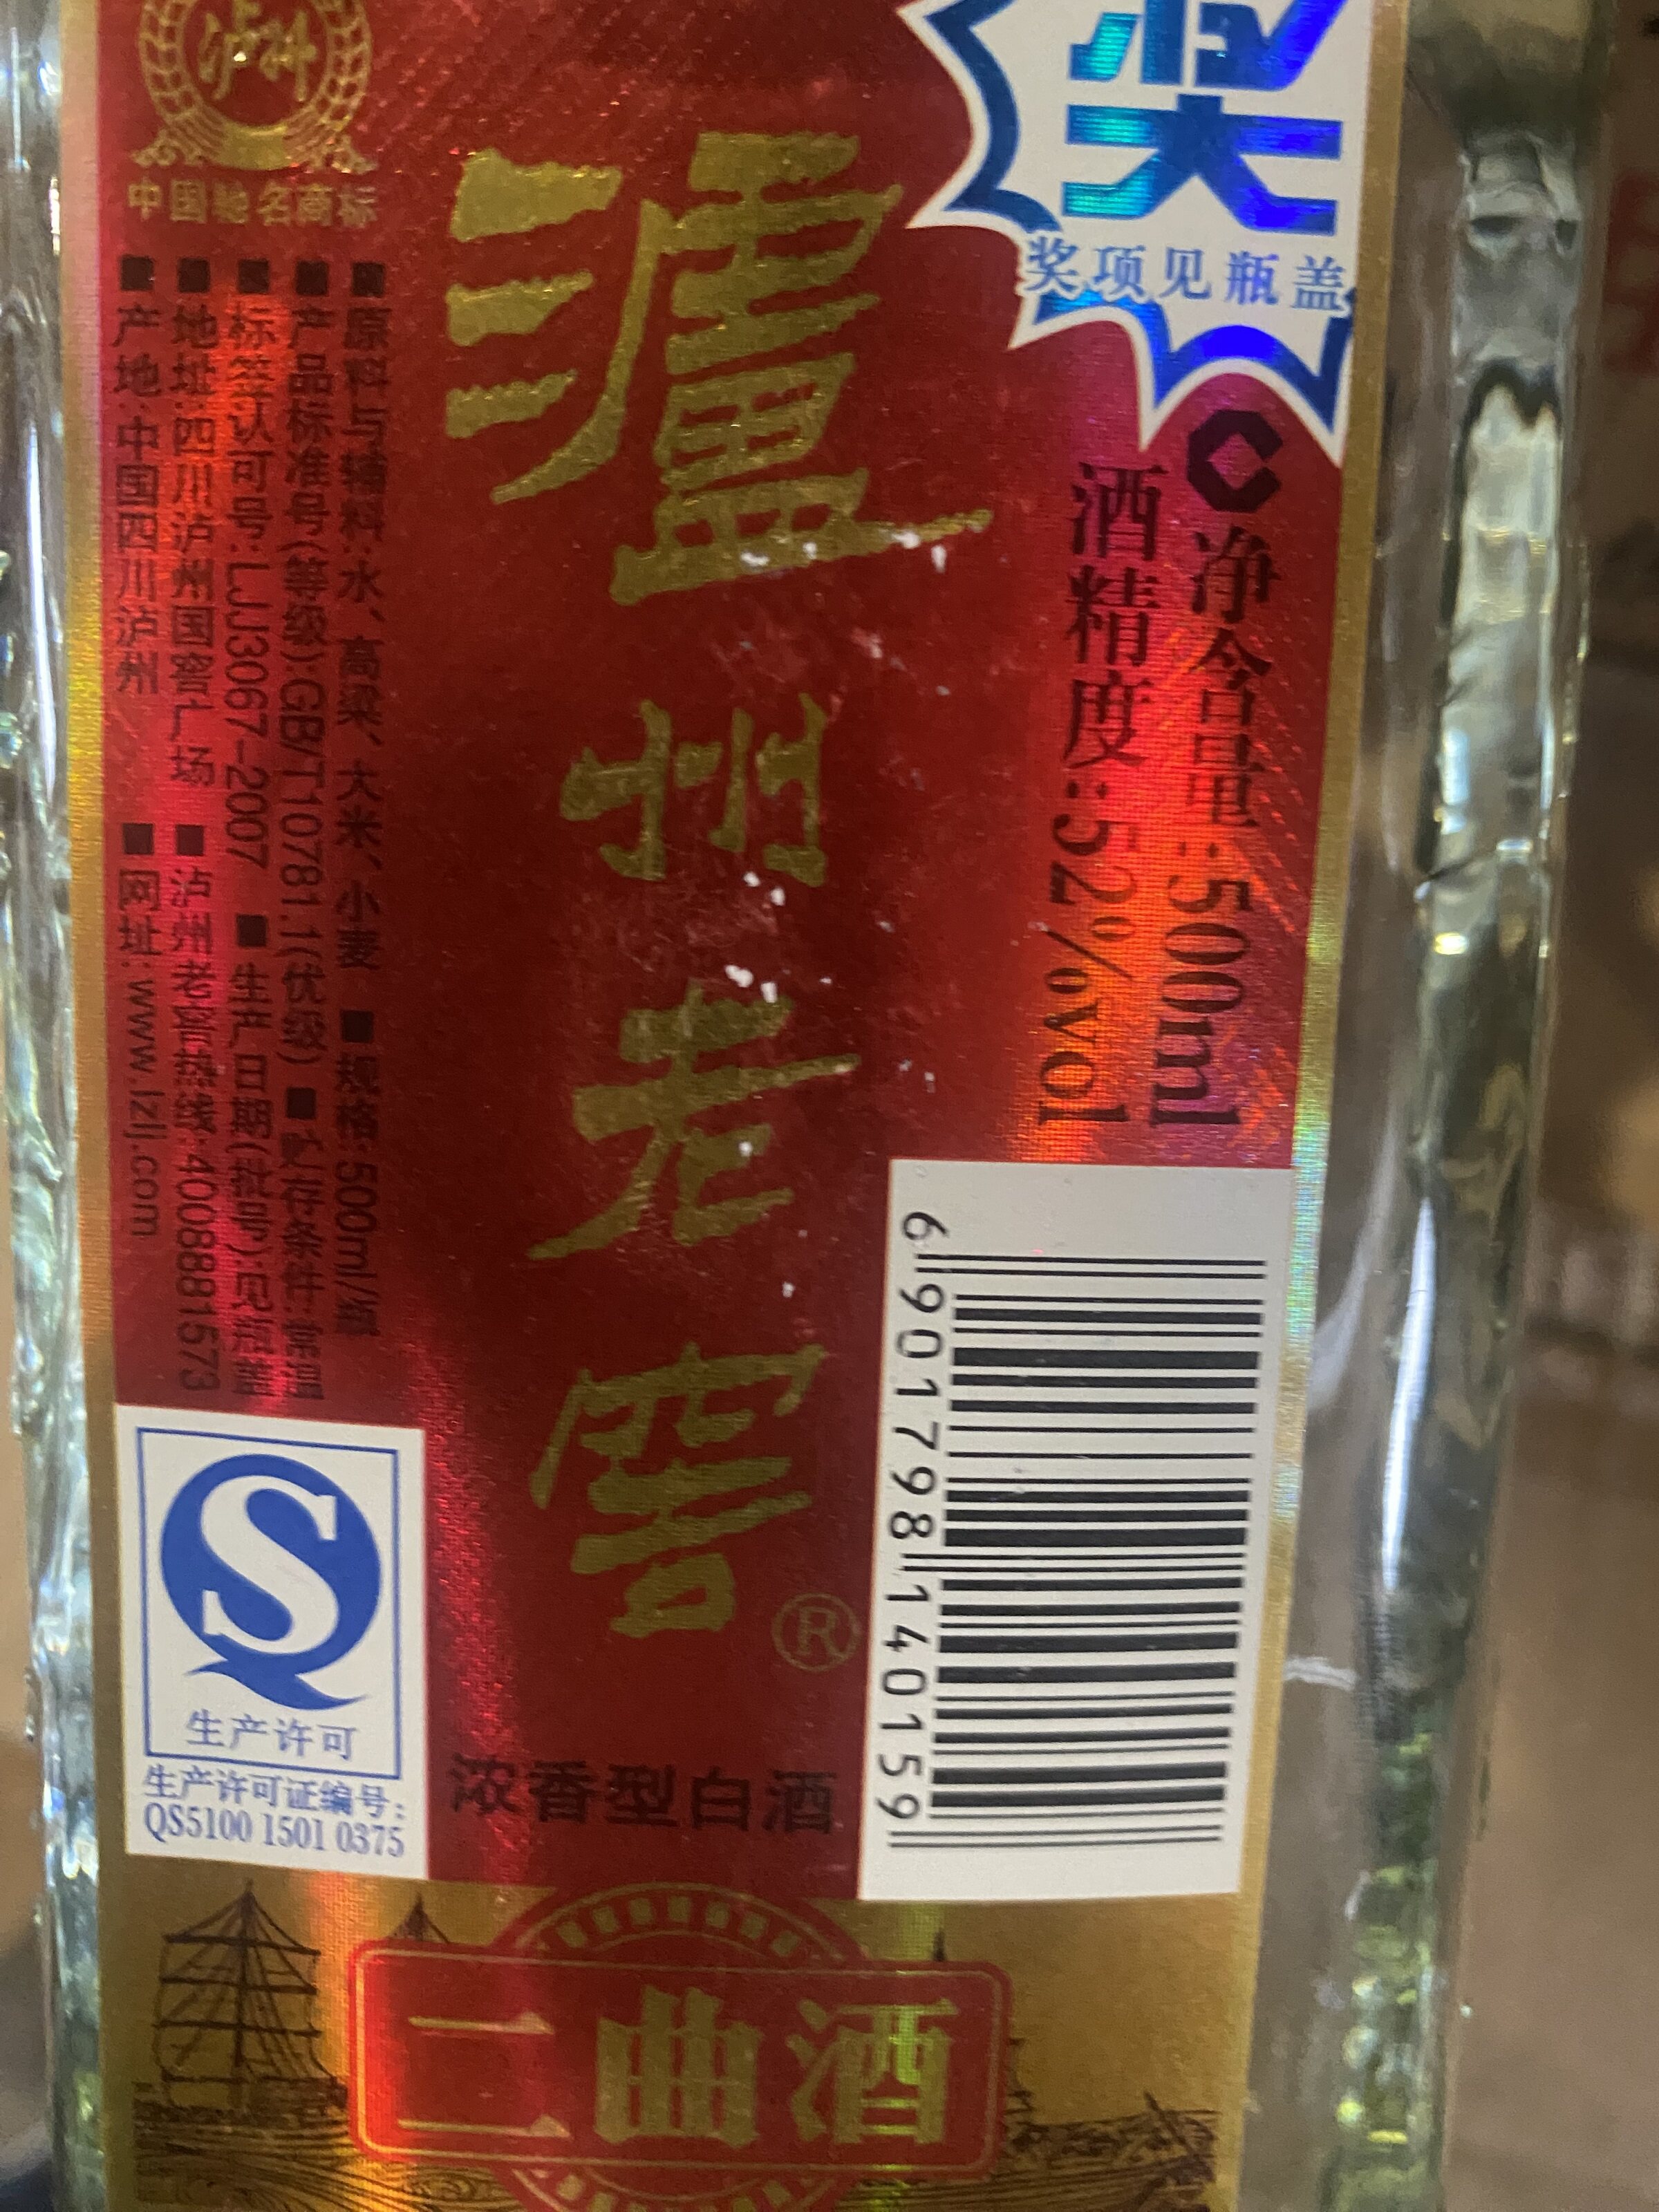 泸州
中国驰名商标
奖
奖项见瓶盖
净含量:500ml
酒精度:52%vol
泸州老窖®
■原料与辅料:水、高粱、大米、小麦 ■规格:500ml/瓶
■产品标准号(等级):GB/T10781.1(优级) ■贮存条件:常温
■标签认可号:LJJ3067-2007 ■生产日期(批号):见瓶盖
■地址:四川泸州国窖广场 ■泸州老窖热线:4008881573
■产地:中国四川泸州 ■网址:www.lzlj.com
6 901798 140159
生产许可
生产许可证编号:
QS5100 1501 0375
浓香型白酒
二曲酒